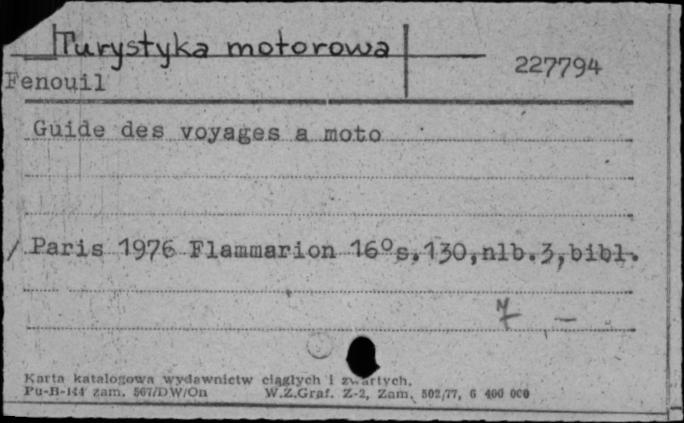 Turystyka motorowa
227794
Fenouil
Guide des voyages a moto
/ Paris 1976 Flammarion 16° s.130,nlb.3,bibl.
7 –
Karta katalogowa wydawnictw ciągłych i zwartych.
Pu-B-144 zam. 567/DW/On W.Z.Graf. Z-2, Zam. 502/77, 6 400 000